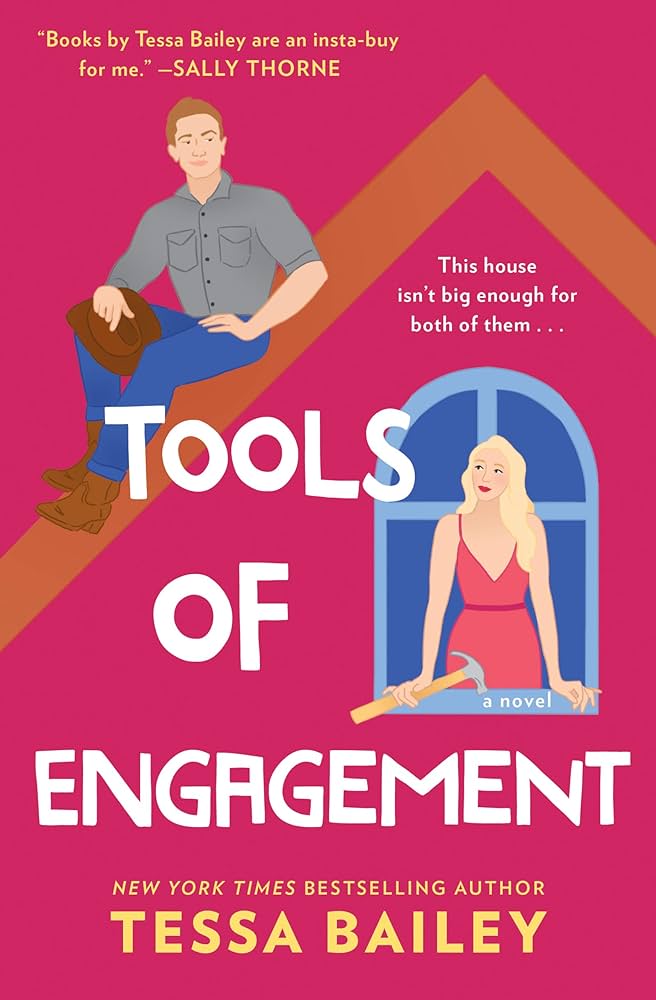 “Books by Tessa Bailey are an insta-buy
for me.” —SALLY THORNE
This house
isn’t big enough for
both of them . . .
TOOLS
OF
a novel
ENGAGEMENT
NEW YORK TIMES BESTSELLING AUTHOR
TESSA BAILEY